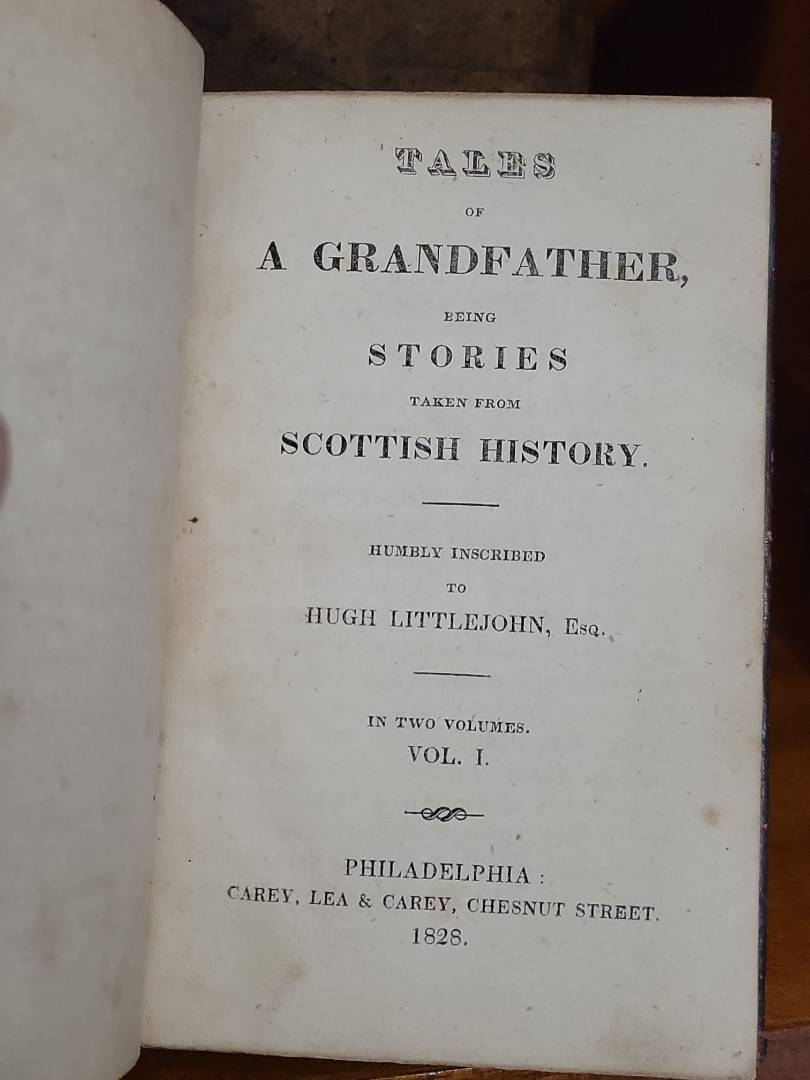 TALES
OF
A GRANDFATHER,
BEING
STORIES
TAKEN FROM
SCOTTISH HISTORY.
HUMBLY INSCRIBED
TO
HUGH LITTLEJOHN, Esq.
IN TWO VOLUMES.
VOL. I.
PHILADELPHIA:
CAREY, LEA & CAREY, CHESNUT STREET.
1828.